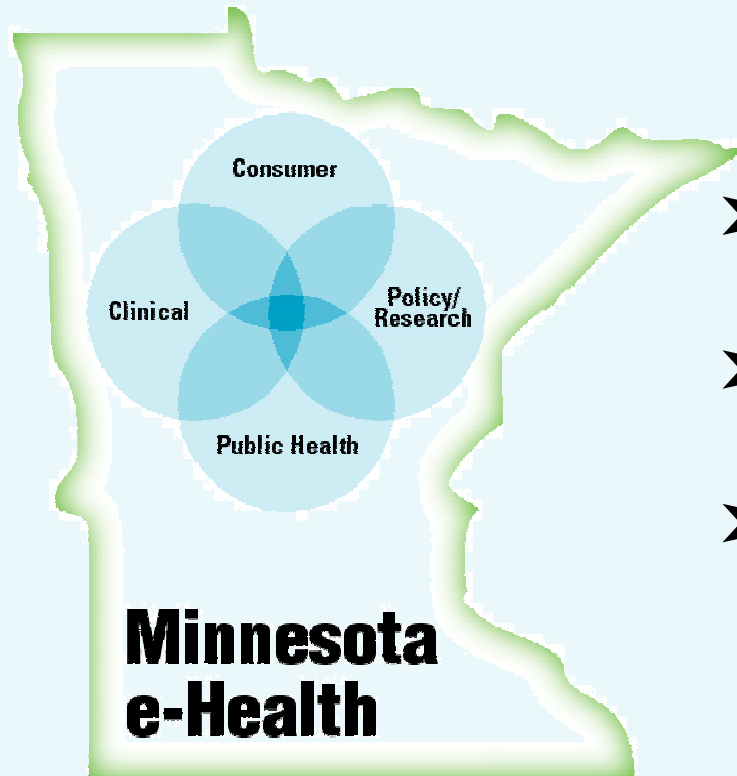 Consumer
Clinical
Policy/
Research
Public Health
Minnesota
e-Health